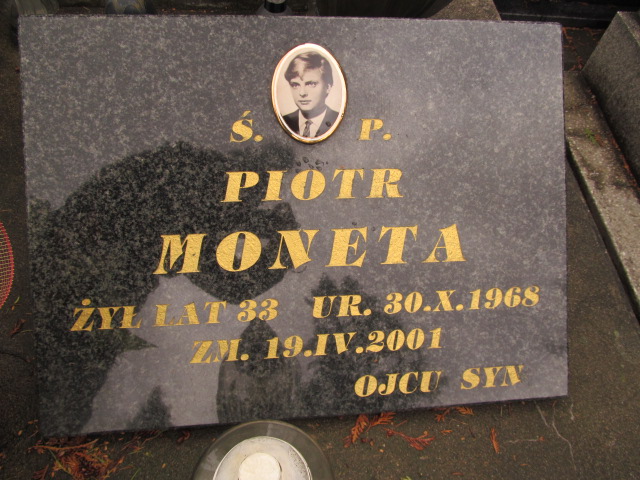 Ś. P.
PIOTR
MONETA
ŻYŁ LAT 33 UR. 30.X.1968
ZM. 19.IV.2001
OJCU SYN